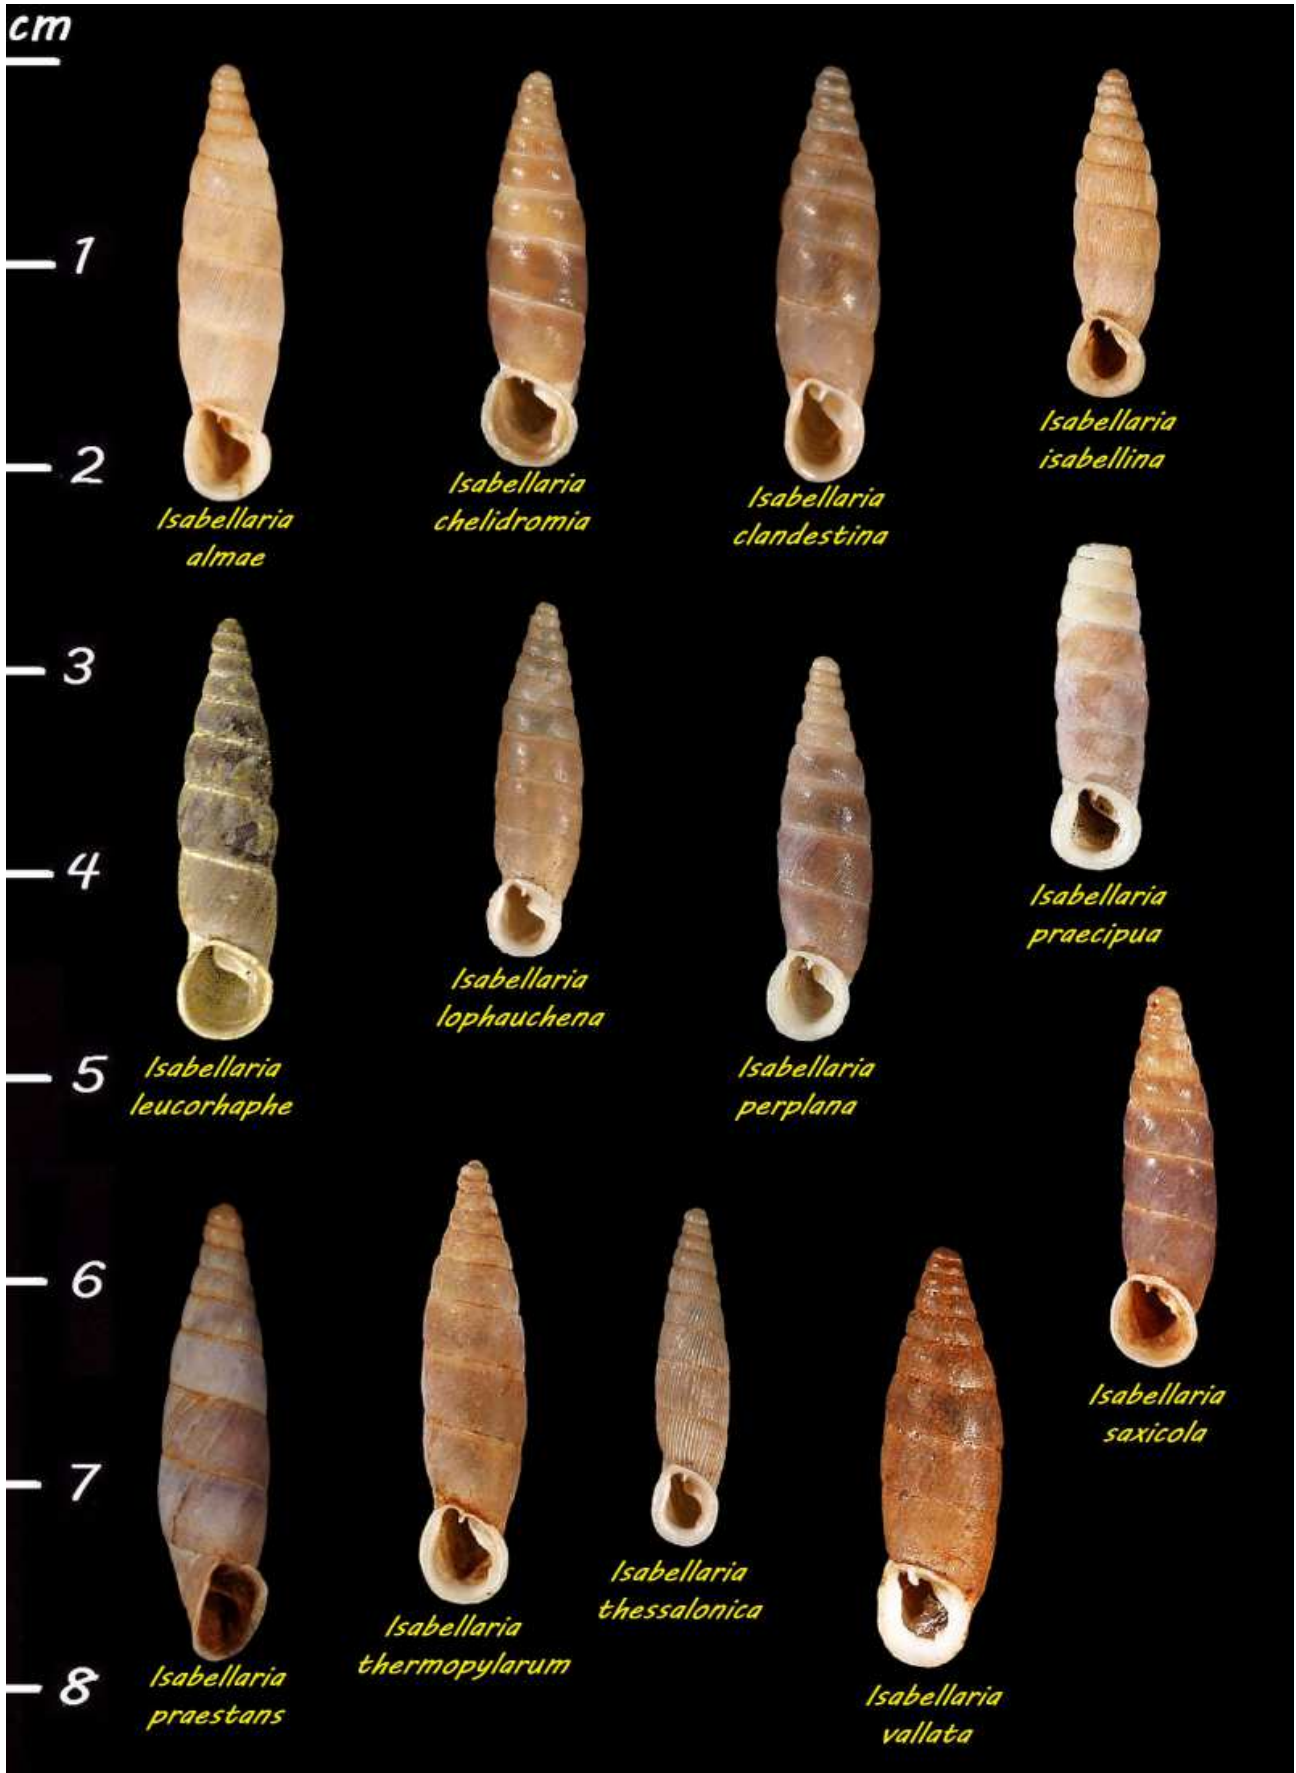 cm
1
2
3
4
5
6
7
8
Isabellaria
almae
Isabellaria
chelidromia
Isabellaria
clandestina
Isabellaria
isabellina
Isabellaria
leucorhaphe
Isabellaria
lophauchena
Isabellaria
perplana
Isabellaria
praecipua
Isabellaria
praestans
Isabellaria
thermopylarum
Isabellaria
thessalonica
Isabellaria
vallata
Isabellaria
saxicola